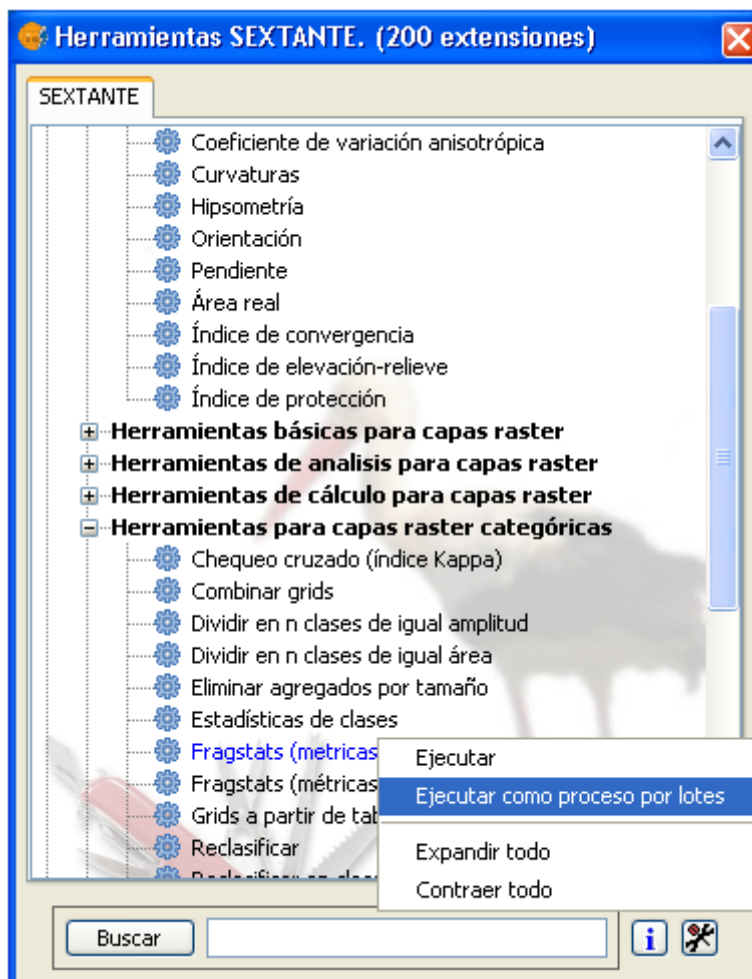 Herramientas SEXTANTE. (200 extensiones)
SEXTANTE
Coeficiente de variación anisotrópica
Curvaturas
Hipsometría
Orientación
Pendiente
Área real
Índice de convergencia
Índice de elevación-relieve
Índice de protección
Herramientas básicas para capas raster
Herramientas de analisis para capas raster
Herramientas de cálculo para capas raster
Herramientas para capas raster categóricas
Chequeo cruzado (índice Kappa)
Combinar grids
Dividir en n clases de igual amplitud
Dividir en n clases de igual área
Eliminar agregados por tamaño
Estadísticas de clases
Fragstats (metricas
Fragstats (métricas
Grids a partir de tab
Reclasificar
Ejecutar
Ejecutar como proceso por lotes
Expandir todo
Contraer todo
Buscar